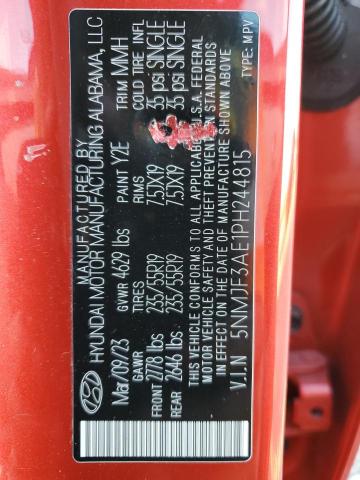 MANUFACTURED BY
HYUNDAI MOTOR MANUFACTURING ALABAMA, LLC
Mar/09/23 GVWR 4629 lbs PAINT Y2E TRIM MMH
GAWR TIRES RIMS COLD TIRE INFL
FRONT 2778 lbs 235/55R19 7.5JX19 35 psi SINGLE
REAR 2646 lbs 235/55R19 7.5JX19 35 psi SINGLE
THIS VEHICLE CONFORMS TO ALL APPLICABLE U.S.A. FEDERAL
MOTOR VEHICLE SAFETY AND THEFT PREVENTION STANDARDS
IN EFFECT ON THE DATE OF MANUFACTURE SHOWN ABOVE
V.I.N 5NMJF3AE1PH244815 TYPE: MPV